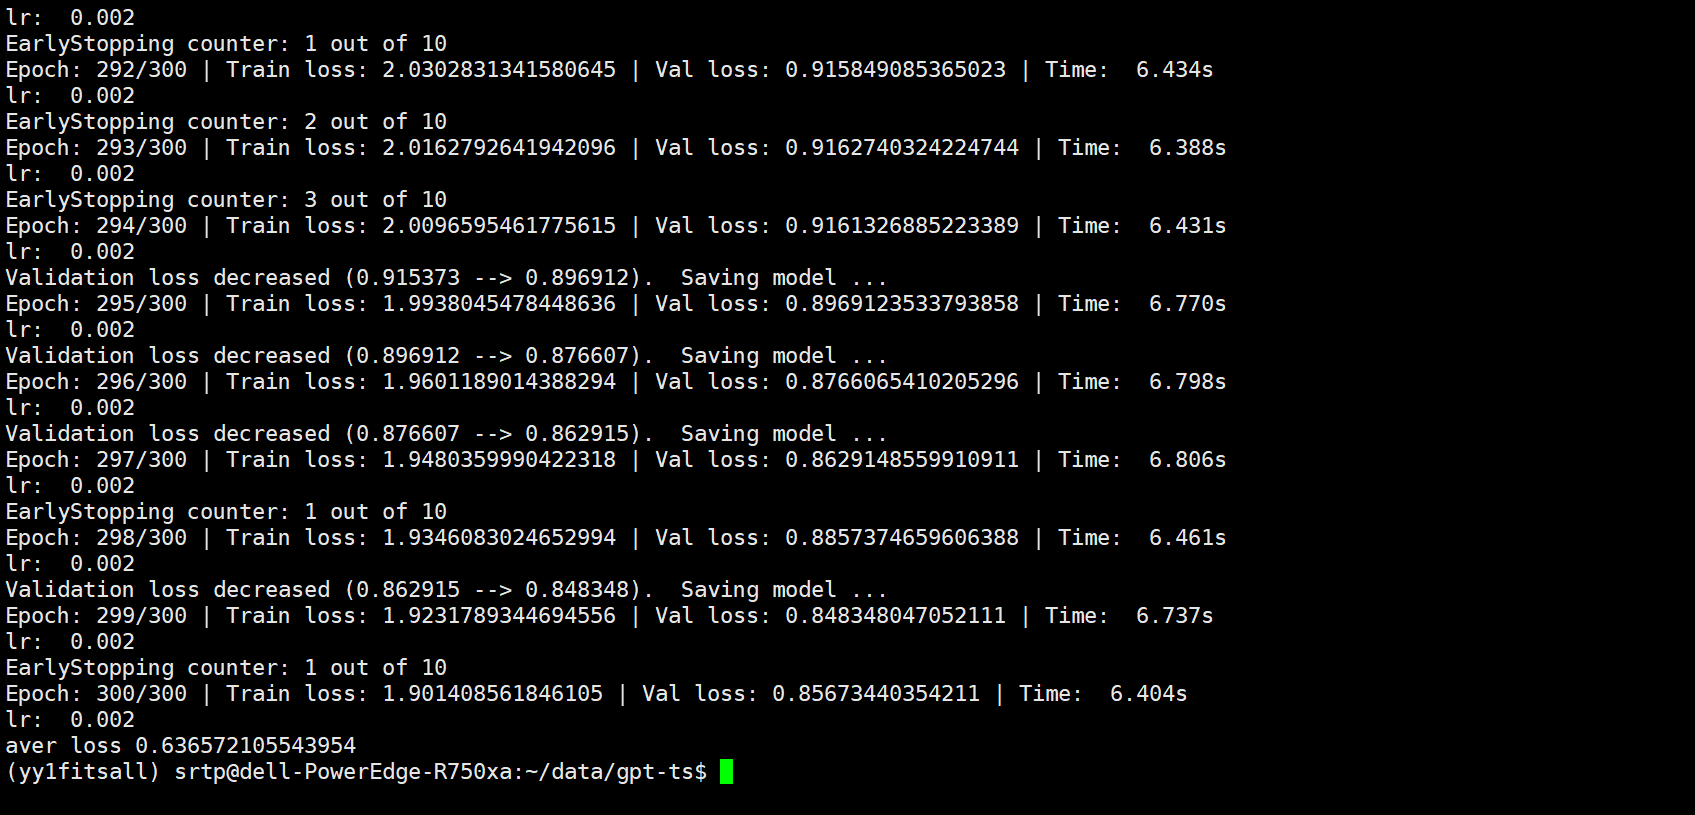 lr:  0.002
EarlyStopping counter: 1 out of 10
Epoch: 292/300 | Train loss: 2.0302831341580645 | Val loss: 0.915849085365023 | Time:  6.434s
lr:  0.002
EarlyStopping counter: 2 out of 10
Epoch: 293/300 | Train loss: 2.0162792641942096 | Val loss: 0.9162740324224744 | Time:  6.388s
lr:  0.002
EarlyStopping counter: 3 out of 10
Epoch: 294/300 | Train loss: 2.0096595461775615 | Val loss: 0.9161326885223389 | Time:  6.431s
lr:  0.002
Validation loss decreased (0.915373 --> 0.896912).  Saving model ...
Epoch: 295/300 | Train loss: 1.9938045478448636 | Val loss: 0.8969123533793858 | Time:  6.770s
lr:  0.002
Validation loss decreased (0.896912 --> 0.876607).  Saving model ...
Epoch: 296/300 | Train loss: 1.9601189014388294 | Val loss: 0.8766065410205296 | Time:  6.798s
lr:  0.002
Validation loss decreased (0.876607 --> 0.862915).  Saving model ...
Epoch: 297/300 | Train loss: 1.9480359990422318 | Val loss: 0.8629148559910911 | Time:  6.806s
lr:  0.002
EarlyStopping counter: 1 out of 10
Epoch: 298/300 | Train loss: 1.9346083024652994 | Val loss: 0.8857374659606388 | Time:  6.461s
lr:  0.002
Validation loss decreased (0.862915 --> 0.848348).  Saving model ...
Epoch: 299/300 | Train loss: 1.9231789344694556 | Val loss: 0.848348047052111 | Time:  6.737s
lr:  0.002
EarlyStopping counter: 1 out of 10
Epoch: 300/300 | Train loss: 1.901408561846105 | Val loss: 0.85673440354211 | Time:  6.404s
lr:  0.002
aver loss 0.636572105543954
(yy1fitsall) srtp@dell-PowerEdge-R750xa:~/data/gpt-ts$